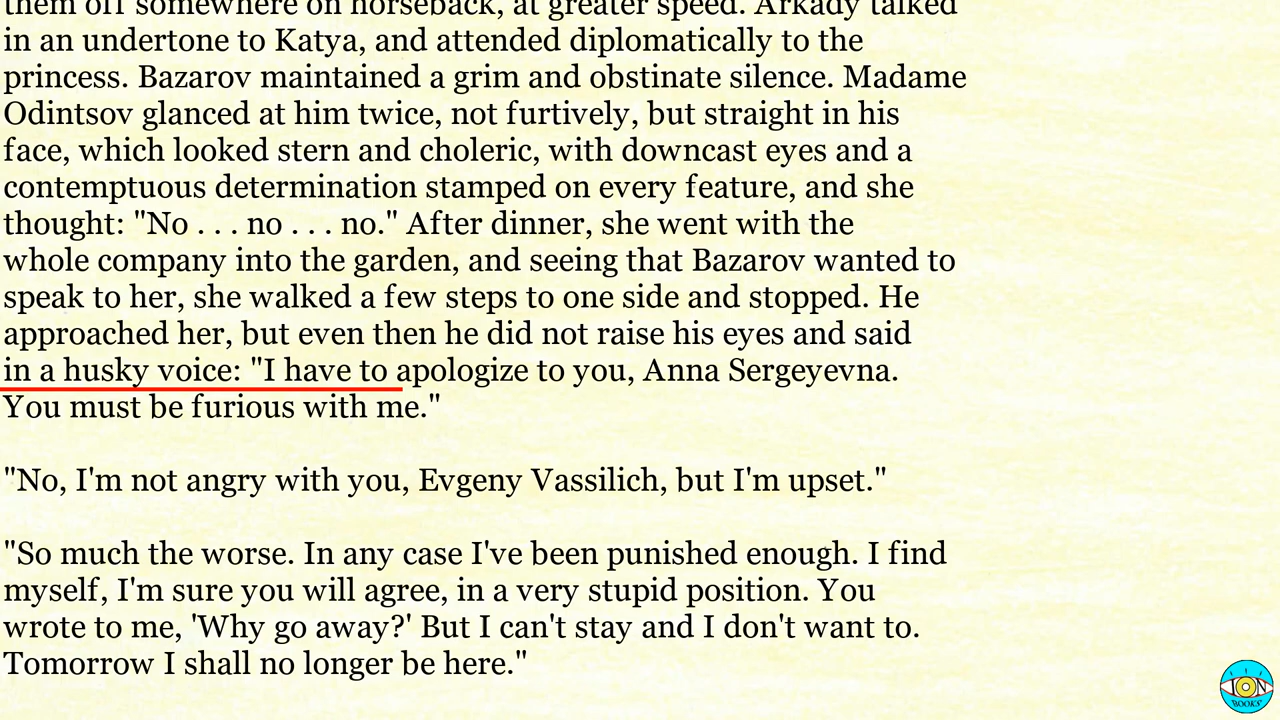 them off somewhere on horseback, at greater speed. Arkady talked
in an undertone to Katya, and attended diplomatically to the
princess. Bazarov maintained a grim and obstinate silence. Madame
Odintsov glanced at him twice, not furtively, but straight in his
face, which looked stern and choleric, with downcast eyes and a
contemptuous determination stamped on every feature, and she
thought: "No . . . no . . . no." After dinner, she went with the
whole company into the garden, and seeing that Bazarov wanted to
speak to her, she walked a few steps to one side and stopped. He
approached her, but even then he did not raise his eyes and said
in a husky voice: "I have to apologize to you, Anna Sergeyevna.
You must be furious with me."
"No, I'm not angry with you, Evgeny Vassilich, but I'm upset."
"So much the worse. In any case I've been punished enough. I find
myself, I'm sure you will agree, in a very stupid position. You
wrote to me, 'Why go away?' But I can't stay and I don't want to.
Tomorrow I shall no longer be here."
ION
BOOKS